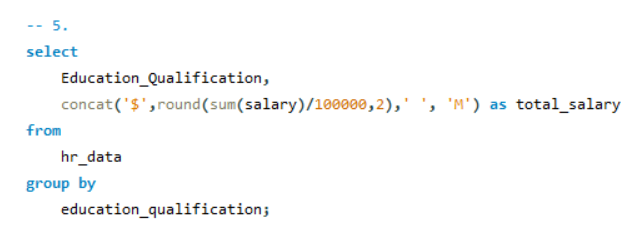 -- 5.
select
Education_Qualification,
concat('$',round(sum(salary)/100000,2),' ', 'M') as total_salary
from
hr_data
group by
education_qualification;